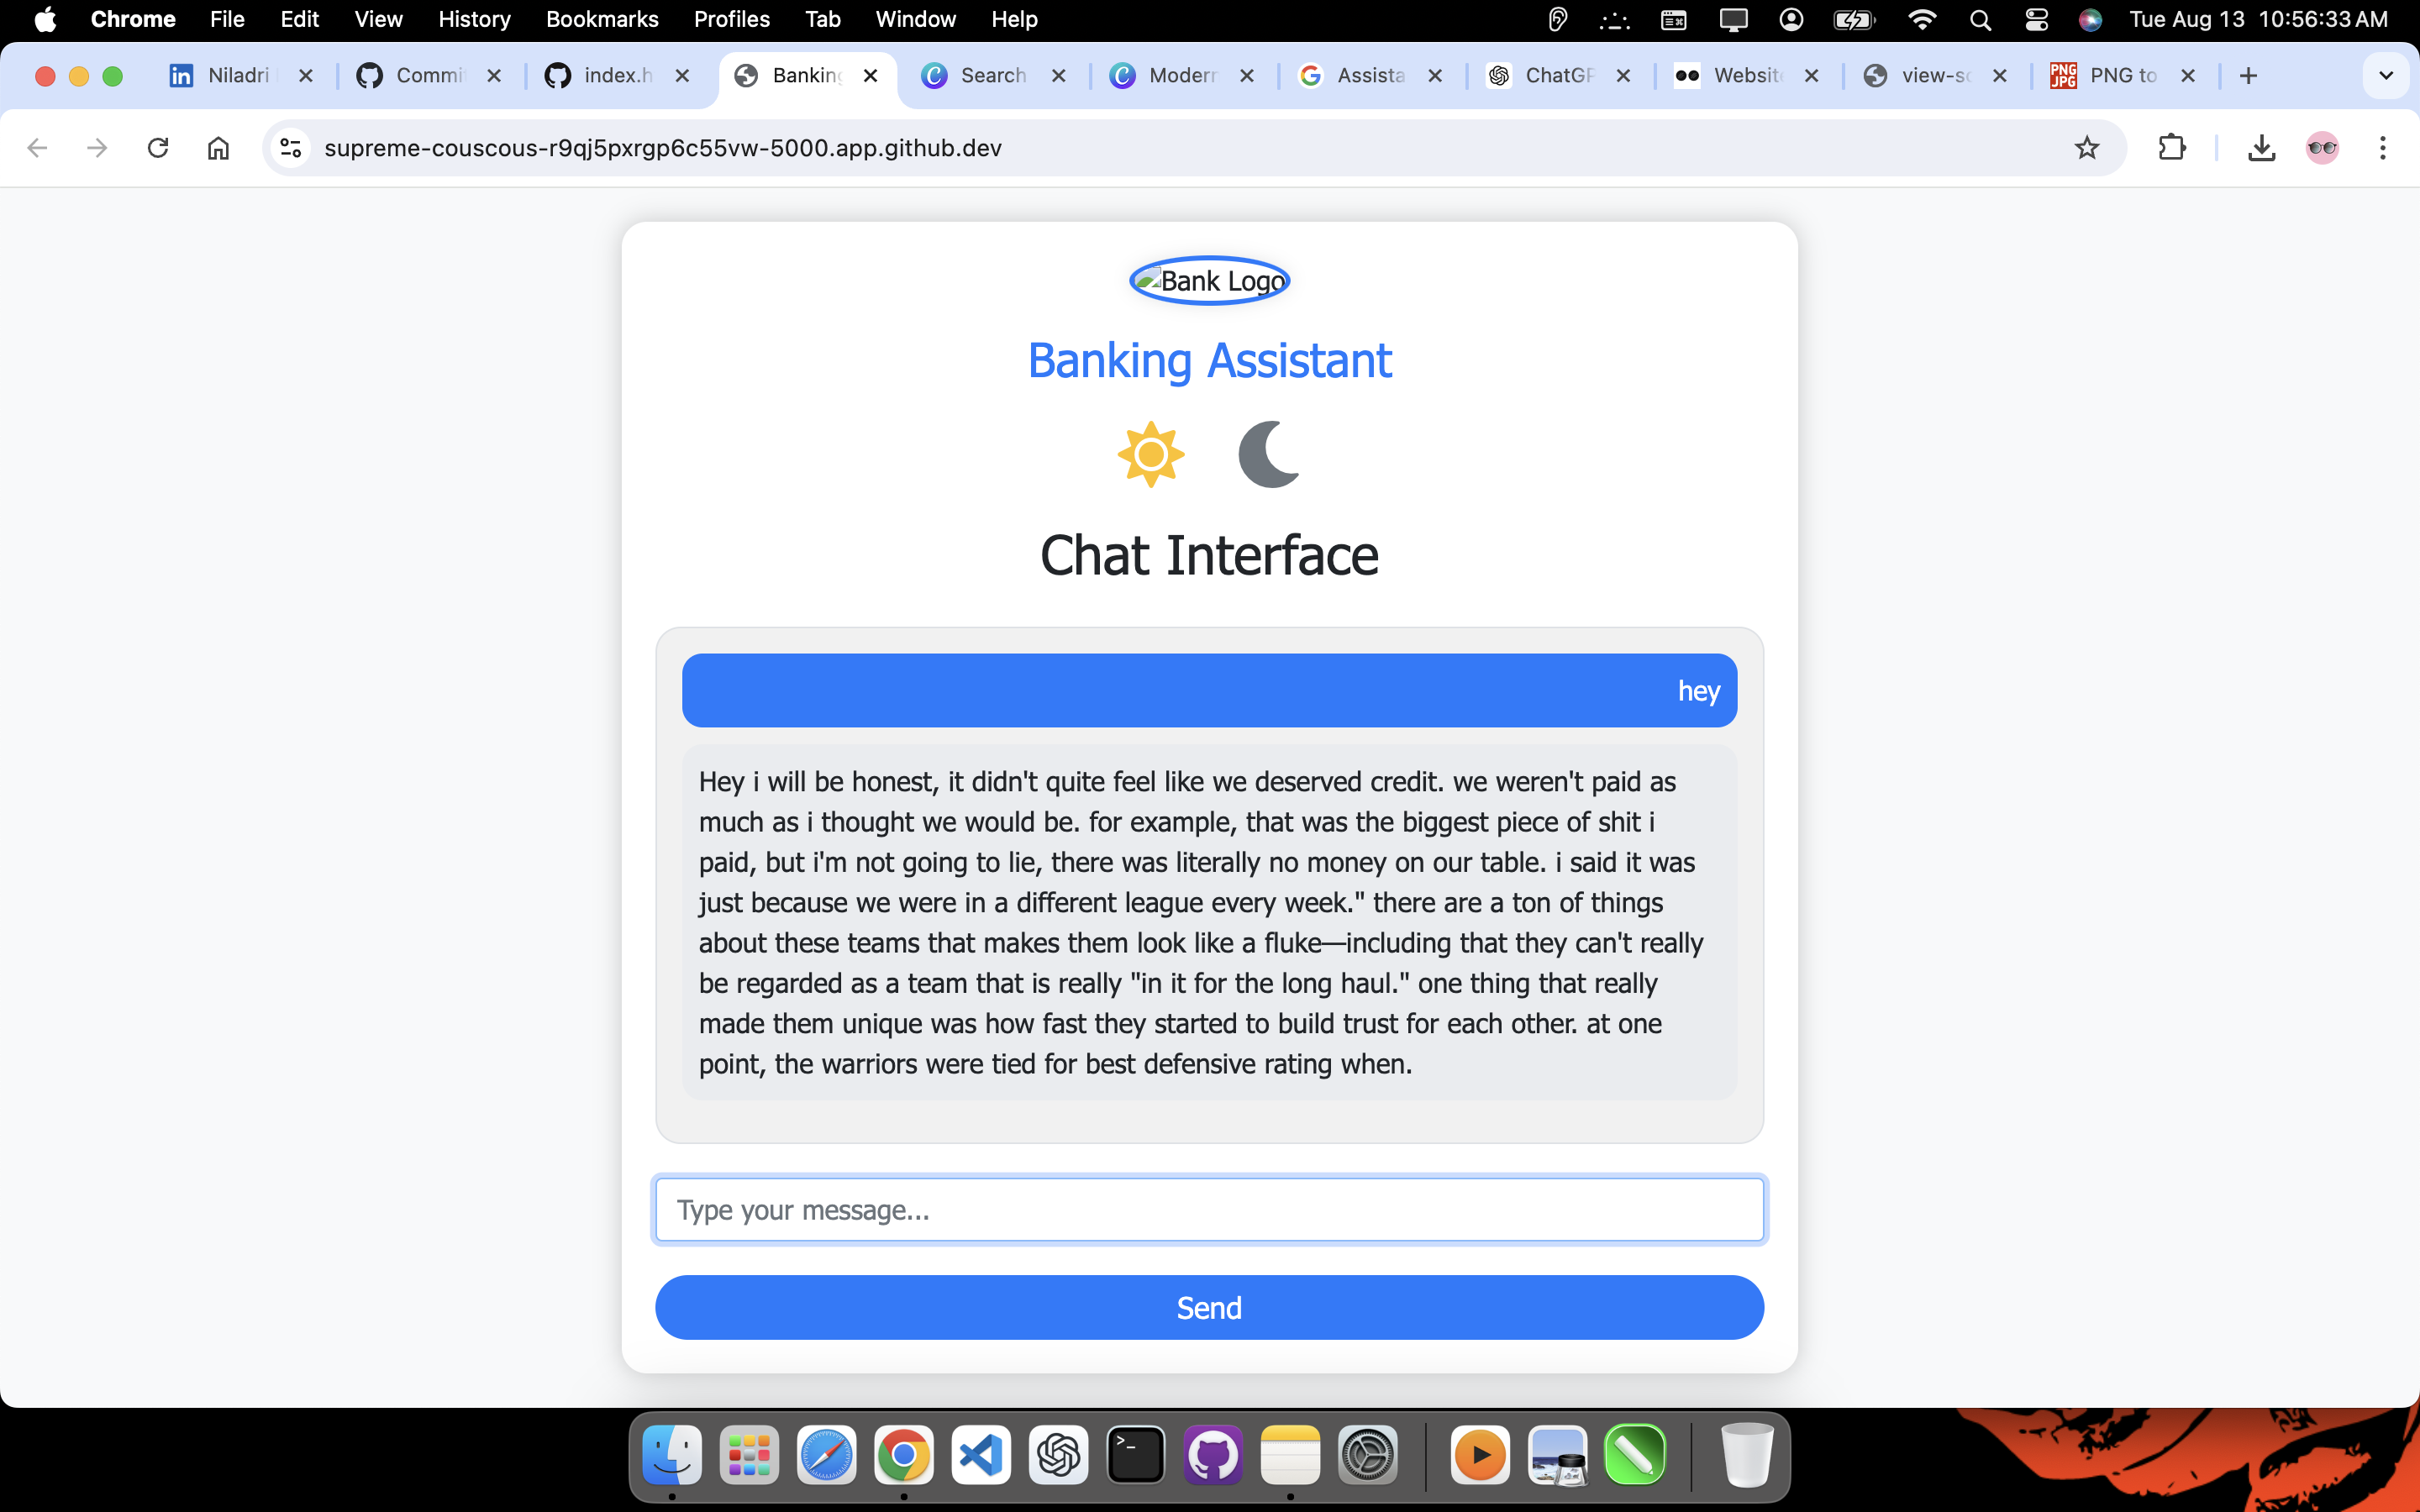 Chrome File Edit View History Bookmarks Profiles Tab Window Help Tue Aug 13 10:56:33 AM
Niladri Commi index.h Banking Search Modern Assista ChatGP Website view-so PNG to
supreme-couscous-r9qj5pxrgp6c55vw-5000.app.github.dev
Bank Logo
Banking Assistant
Chat Interface
hey
Hey i will be honest, it didn't quite feel like we deserved credit. we weren't paid as
much as i thought we would be. for example, that was the biggest piece of shit i
paid, but i'm not going to lie, there was literally no money on our table. i said it was
just because we were in a different league every week." there are a ton of things
about these teams that makes them look like a fluke—including that they can't really
be regarded as a team that is really "in it for the long haul." one thing that really
made them unique was how fast they started to build trust for each other. at one
point, the warriors were tied for best defensive rating when.
Type your message...
Send